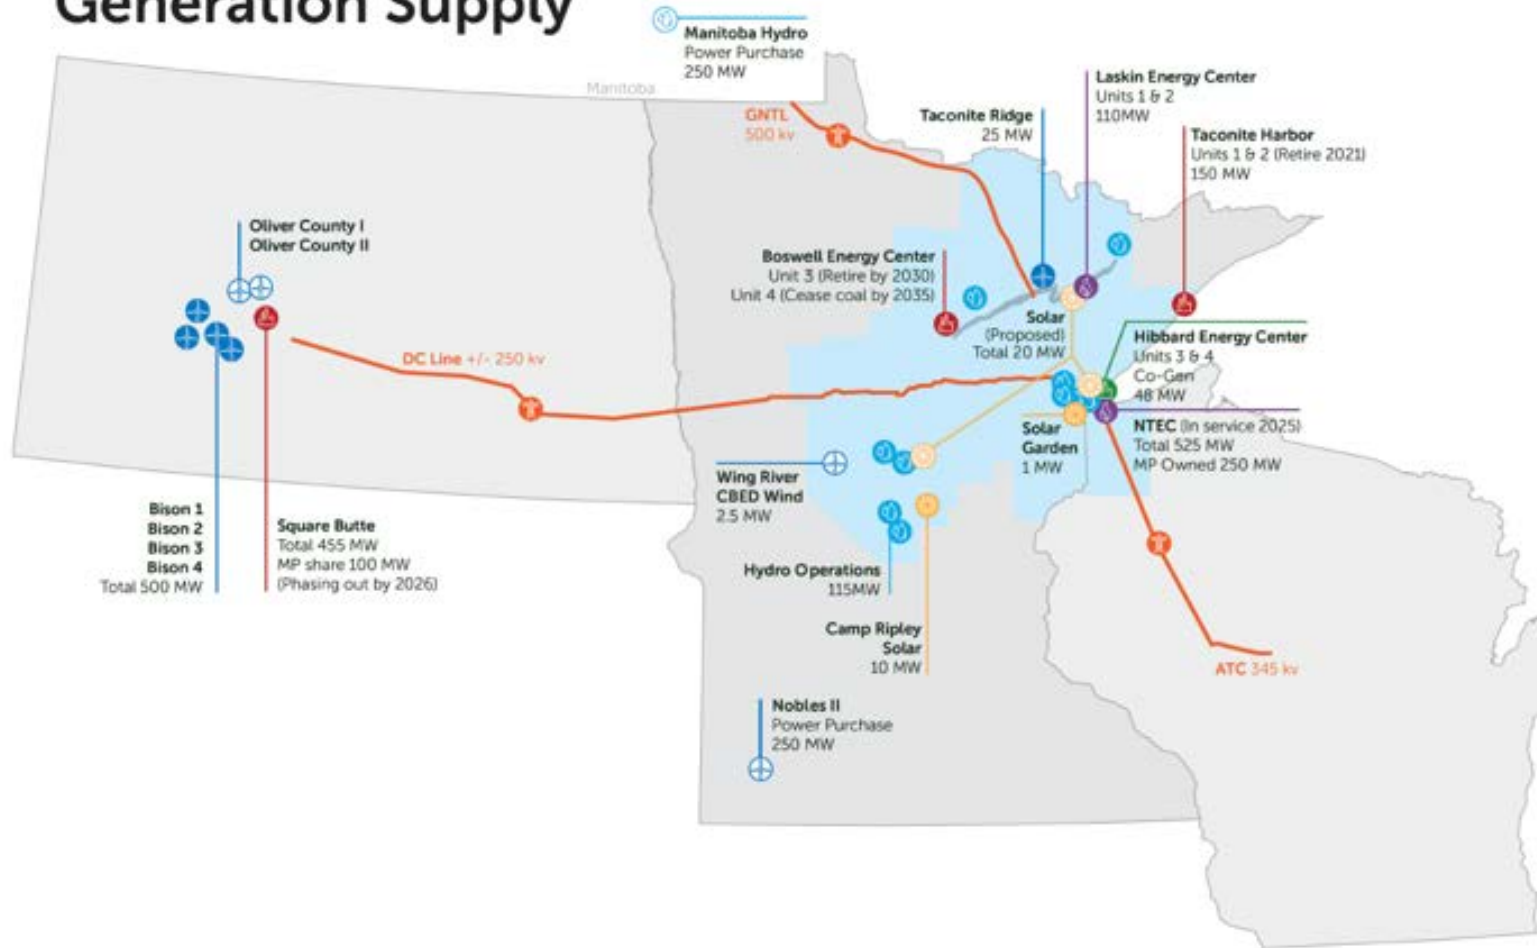 Generation Supply
Manitoba Hydro
Power Purchase
250 MW
Manitoba
GNTL
500 kv
Taconite Ridge
25 MW
Laskin Energy Center
Units 1 & 2
110MW
Taconite Harbor
Units 1 & 2 (Retire 2021)
150 MW
Oliver County I
Oliver County II
Boswell Energy Center
Unit 3 (Retire by 2030)
Unit 4 (Cease coal by 2035)
Solar
(Proposed)
Total 20 MW
Hibbard Energy Center
Units 3 & 4
Co-Gen
48 MW
DC Line +/- 250 kv
Solar
Garden
1 MW
NTEC (In service 2025)
Total 525 MW
MP Owned 250 MW
Wing River
CBED Wind
2.5 MW
Bison 1
Bison 2
Bison 3
Bison 4
Total 500 MW
Square Butte
Total 455 MW
MP share 100 MW
(Phasing out by 2026)
Hydro Operations
115MW
Camp Ripley
Solar
10 MW
ATC 345 kv
Nobles II
Power Purchase
250 MW